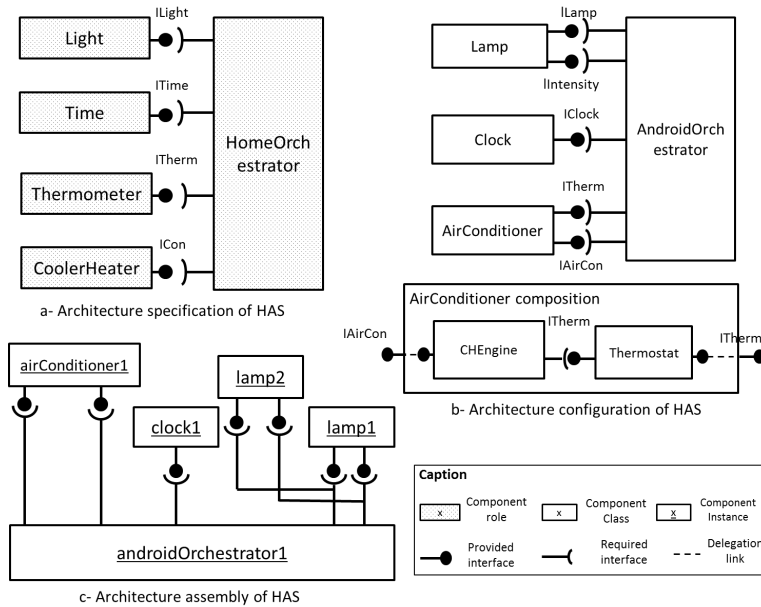 ILight
Light
ITime
Time
ITherm
Thermometer
ICon
CoolerHeater
HomeOrch
estrator
a- Architecture specification of HAS
ILamp
Lamp
IIntensity
IClock
Clock
ITherm
AirConditioner
IAirCon
AndroidOrch
estrator
AirConditioner composition
IAirCon
CHEngine
ITherm
Thermostat
ITherm
b- Architecture configuration of HAS
airConditioner1
lamp2
clock1
lamp1
androidOrchestrator1
c- Architecture assembly of HAS
Caption
x
Component
role
x
Component
Class
x
Component
Instance
Provided
interface
Required
interface
Delegation
link